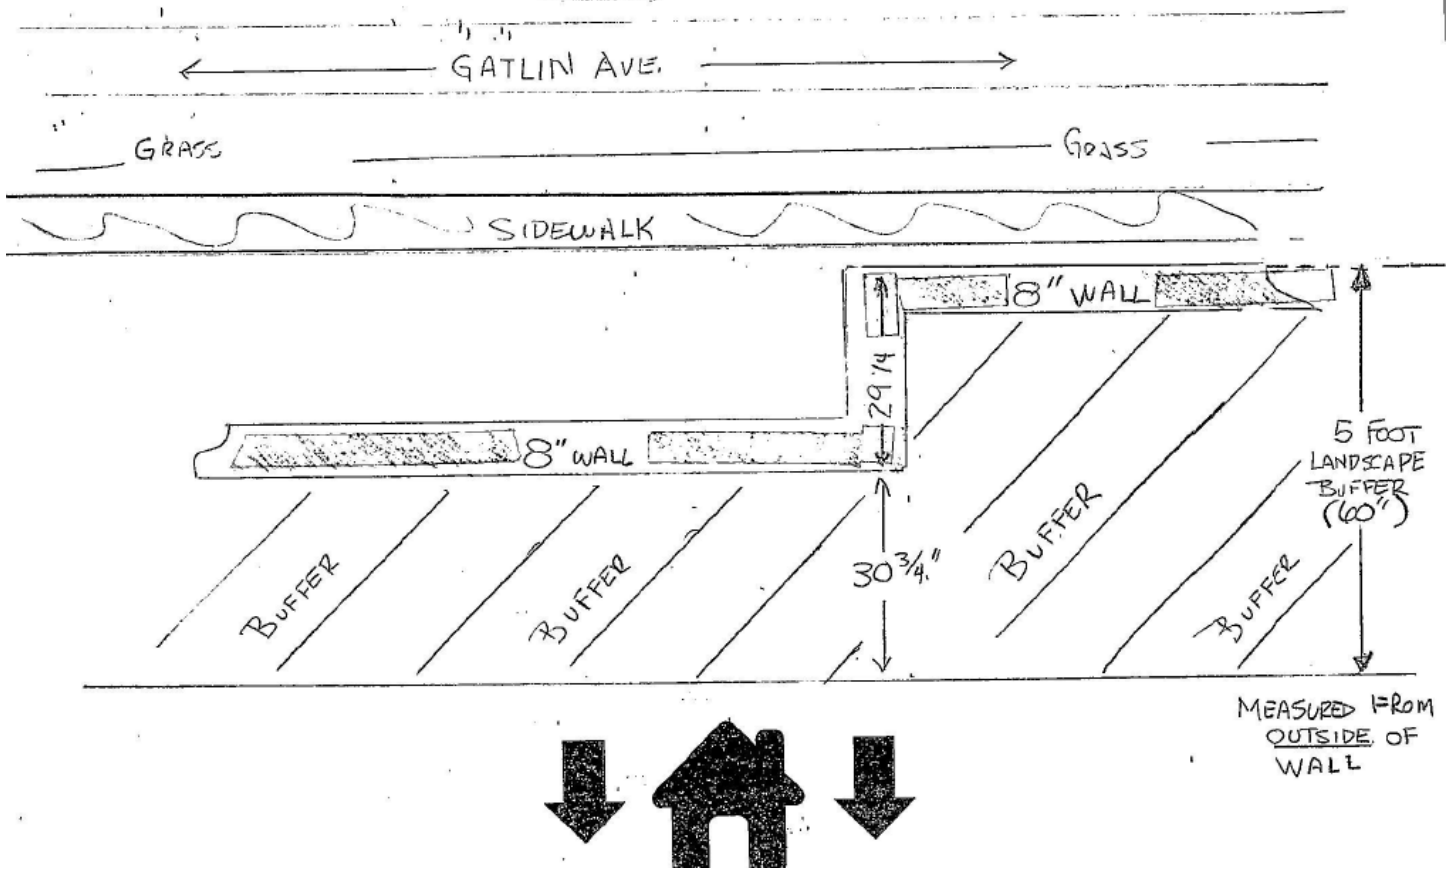 GATLIN AVE.
GRASS
GRASS
SIDEWALK
8" WALL
29 1/4
8" WALL
5 FOOT
LANDSCAPE
BUFFER
(60")
30 3/4"
BUFFER
BUFFER
BUFFER
BUFFER
MEASURED FROM
OUTSIDE OF
WALL